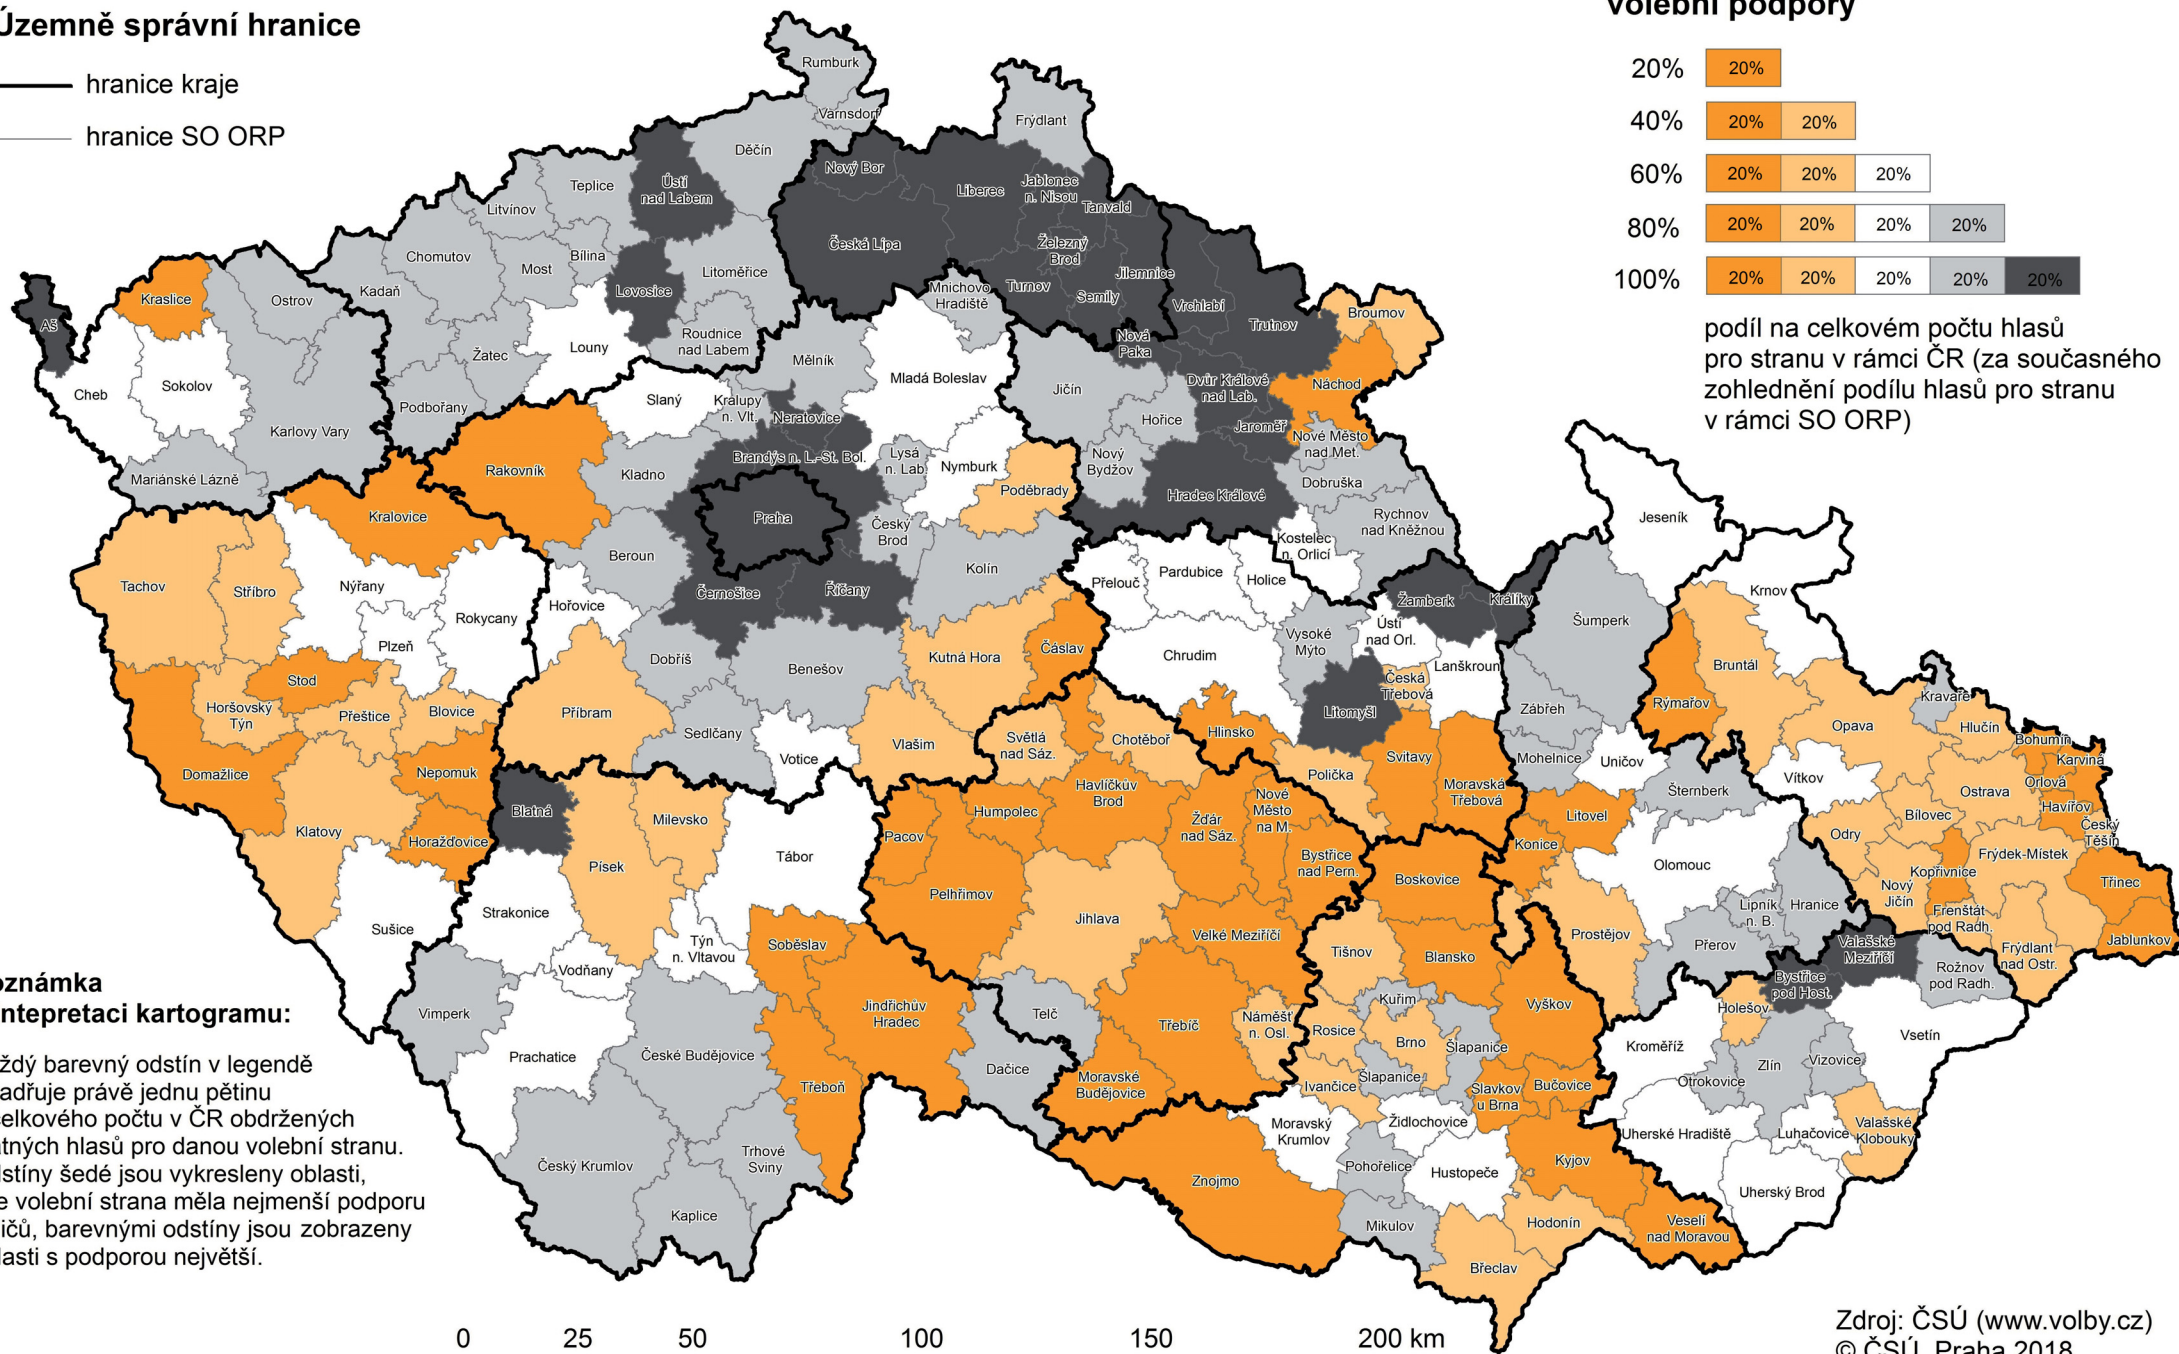 Územně správní hranice
hranice kraje
hranice SO ORP
volební podpory
20%
20%
40%
20% 20%
60%
20% 20% 20%
80%
20% 20% 20% 20%
100%
20% 20% 20% 20% 20%
podíl na celkovém počtu hlasů
pro stranu v rámci ČR (za současného
zohlednění podílu hlasů pro stranu
v rámci SO ORP)
Rumburk
Varnsdorf
Frýdlant
Děčín
Nový Bor
Teplice
Ústí
nad Labem
Liberec
Jablonec
n. Nisou
Tanvald
Litvínov
Česká Lípa
Železný
Brod
Chomutov
Most
Bílina
Litoměřice
Jilemnice
Kadaň
Lovosice
Mnichovo
Hradiště
Turnov
Semily
Kraslice
Ostrov
Vrchlabí
Broumov
Aš
Trutnov
Roudnice
nad Labem
Nová
Paka
Louny
Žatec
Mělník
Mladá Boleslav
Jičín
Dvůr Králové
nad Lab.
Náchod
Cheb
Sokolov
Slaný
Kralupy
n. Vlt.
Neratovice
Podbořany
Hořice
Jaroměř
Karlovy Vary
Nové Město
nad Met.
Brandýs n. L.-St. Bol.
Lysá
n. Lab.
Nymburk
Nový
Bydžov
Mariánské Lázně
Rakovník
Kladno
Poděbrady
Hradec Králové
Dobruška
Kralovice
Praha
Český
Brod
Rychnov
nad Kněžnou
Jeseník
Kostelec
n. Orlicí
Beroun
Kolín
Tachov
Stříbro
Nýřany
Přelouč
Pardubice
Holice
Hořovice
Černošice
Říčany
Žamberk
Králíky
Krnov
Rokycany
Šumperk
Plzeň
Ústí
nad Orl.
Vysoké
Mýto
Dobříš
Benešov
Kutná Hora
Čáslav
Chrudim
Lanškroun
Bruntál
Stod
Česká
Třebová
Kravaře
Horšovský
Týn
Přeštice
Blovice
Příbram
Litomyšl
Zábřeh
Rýmařov
Opava
Hlučín
Sedlčany
Vlašim
Světlá
nad Sáz.
Chotěboř
Hlinsko
Bohumín
Votice
Mohelnice
Uničov
Karviná
Domažlice
Nepomuk
Polička
Svitavy
Vítkov
Orlová
Moravská
Třebová
Šternberk
Ostrava
Havířov
Havlíčkův
Brod
Nové
Město
na M.
Blatná
Milevsko
Humpolec
Litovel
Bílovec
Český
Těšín
Klatovy
Horažďovice
Pacov
Žďár
nad Sáz.
Konice
Odry
Tábor
Bystřice
nad Pern.
Olomouc
Frýdek-Místek
Písek
Boskovice
Kopřivnice
Nový
Jičín
Třinec
Pelhřimov
Strakonice
Jihlava
Lipník
n. B.
Hranice
Frenštát
pod Radh.
Sušice
Velké Meziříčí
Prostějov
Týn
n. Vltavou
Soběslav
Tišnov
Blansko
Přerov
Valašské
Meziříčí
Frýdlant
nad Ostr.
Jablunkov
Vodňany
Bystřice
pod Host.
Rožnov
pod Radh.
Vimperk
Jindřichův
Hradec
Telč
Třebíč
Náměšť
n. Osl.
Kuřim
Vyškov
Holešov
Rosice
Brno
Šlapanice
Vsetín
Prachatice
České Budějovice
Dačice
Kroměříž
Zlín
Vizovice
Třeboň
Moravské
Budějovice
Ivančice
Šlapanice
Slavkov
u Brna
Bučovice
Otrokovice
Moravský
Krumlov
Židlochovice
Uherské Hradiště
Luhačovice
Valašské
Klobouky
Český Krumlov
Trhové
Sviny
Pohořelice
Hustopeče
Kyjov
Znojmo
Uherský Brod
Kaplice
Mikulov
Hodonín
Veselí
nad Moravou
Břeclav
oznámka
ntepretaci kartogramu:
ždý barevný odstín v legendě
adřuje právě jednu pětinu
elkového počtu v ČR obdržených
atných hlasů pro danou volební stranu.
dstíny šedé jsou vykresleny oblasti,
e volební strana měla nejmenší podporu
ičů, barevnými odstíny jsou zobrazeny
lasti s podporou největší.
0 25 50 100 150 200 km
Zdroj: ČSÚ (www.volby.cz)
© ČSÚ, Praha 2018